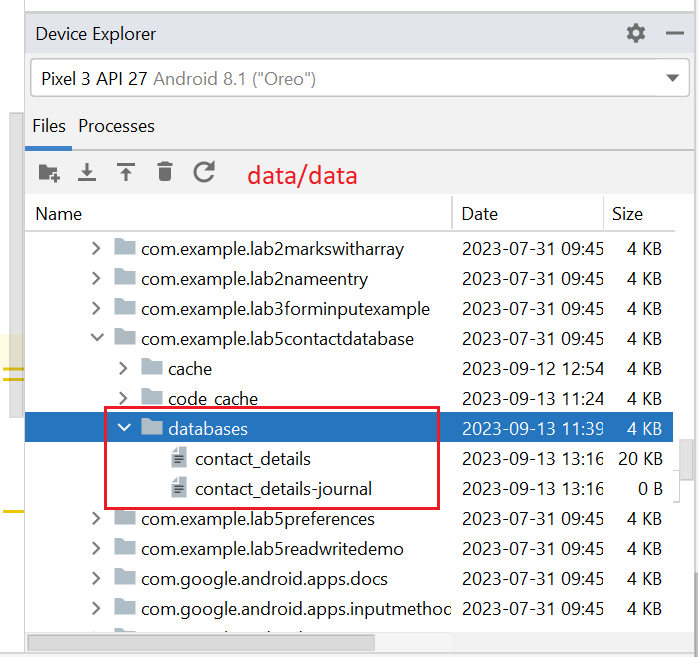 Device Explorer
Pixel 3 API 27 Android 8.1 ("Oreo")
Files Processes
data/data
Name Date Size
com.example.lab2markswitharray 2023-07-31 09:45 4 KB
com.example.lab2nameentry 2023-07-31 09:45 4 KB
com.example.lab3forminputexample 2023-07-31 09:45 4 KB
com.example.lab5contactdatabase 2023-07-31 09:45 4 KB
cache 2023-09-12 12:54 4 KB
code_cache 2023-09-13 11:24 4 KB
databases 2023-09-13 11:39 4 KB
contact_details 2023-09-13 13:16 20 KB
contact_details-journal 2023-09-13 13:16 0 B
com.example.lab5preferences 2023-07-31 09:45 4 KB
com.example.lab5readwritedemo 2023-07-31 09:45 4 KB
com.google.android.apps.docs 2023-07-31 09:45 4 KB
com.google.android.apps.inputmethod 2023-07-31 09:45 4 KB